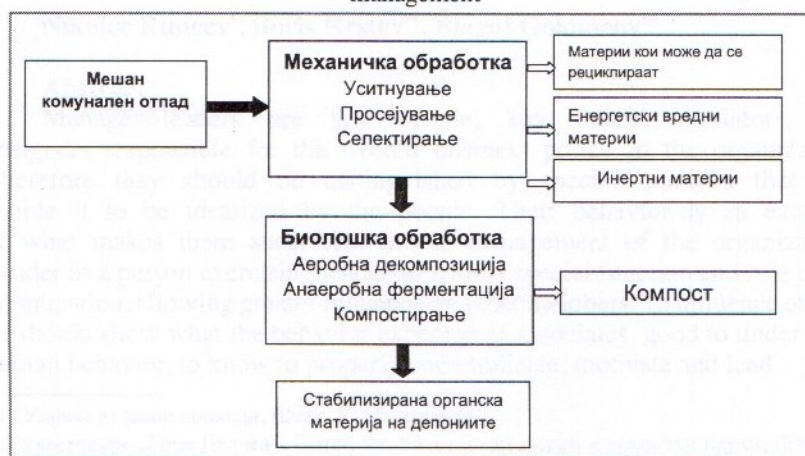 management
Мешан
комунален отпад
Механичка обработка
Уситнување
Просејување
Селектирање
Материи кои може да се
рециклираат
Енергетски вредни
материи
Инертни материи
Биолошка обработка
Аеробна декомпозиција
Анаеробна ферментација
Компостирање
Компост
Стабилизирана органска
материја на депониите